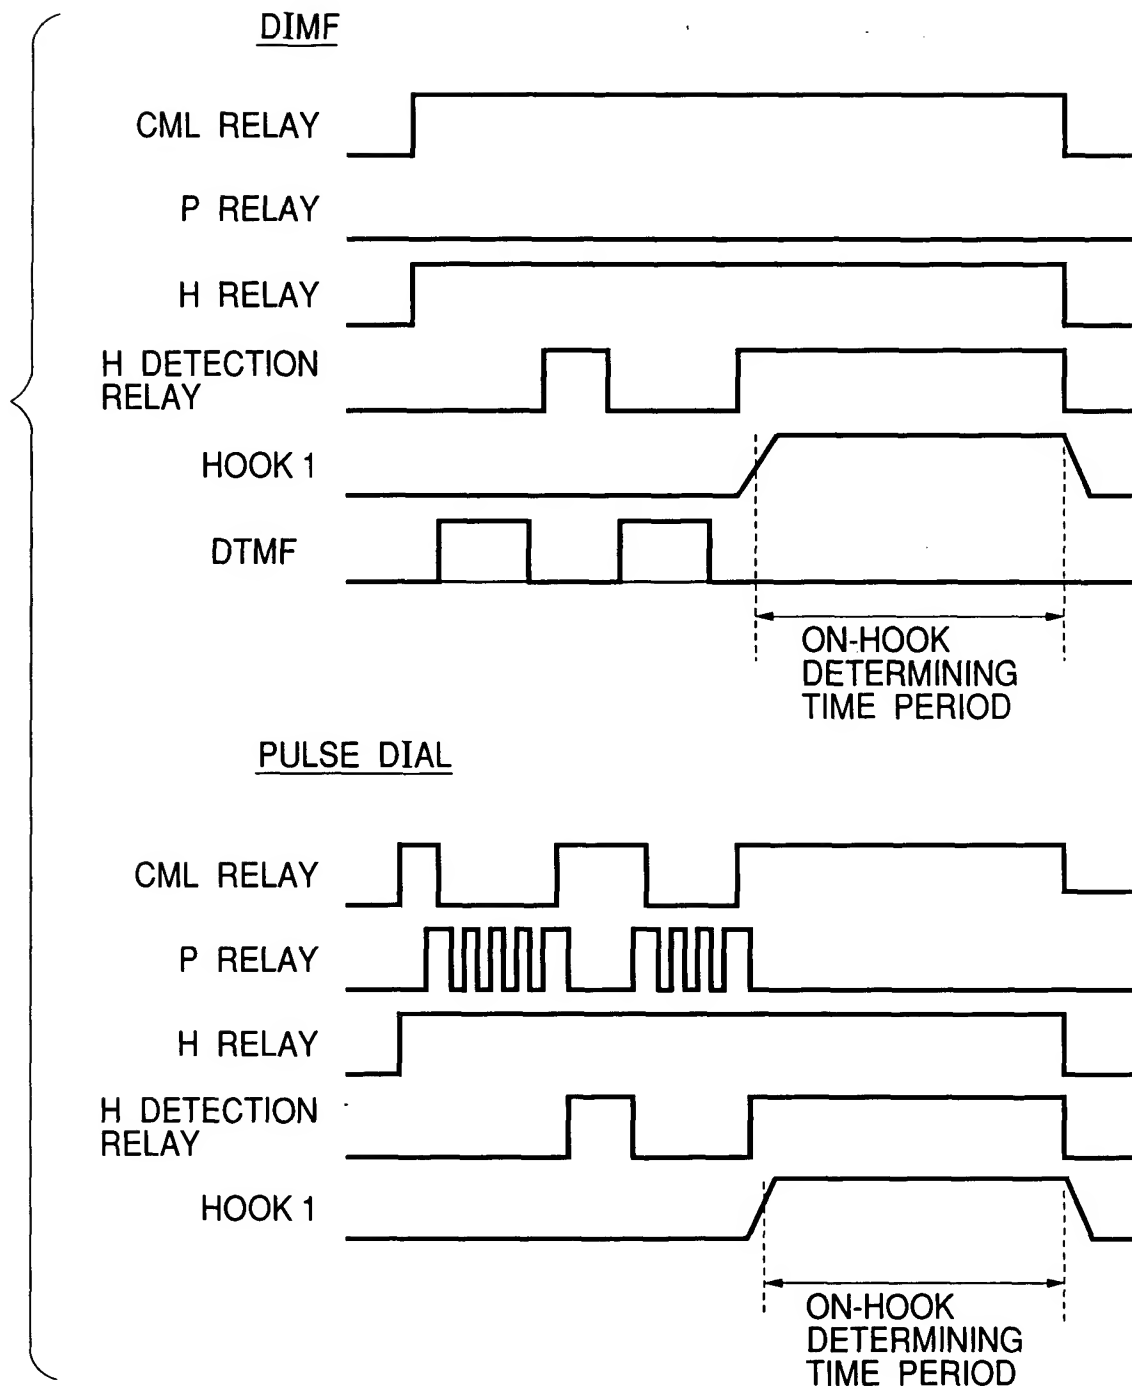 DIMF
CML RELAY
P RELAY
H RELAY
H DETECTION
RELAY
HOOK 1
DTMF
ON-HOOK
DETERMINING
TIME PERIOD
PULSE DIAL
CML RELAY
P RELAY
H RELAY
H DETECTION
RELAY
HOOK 1
ON-HOOK
DETERMINING
TIME PERIOD